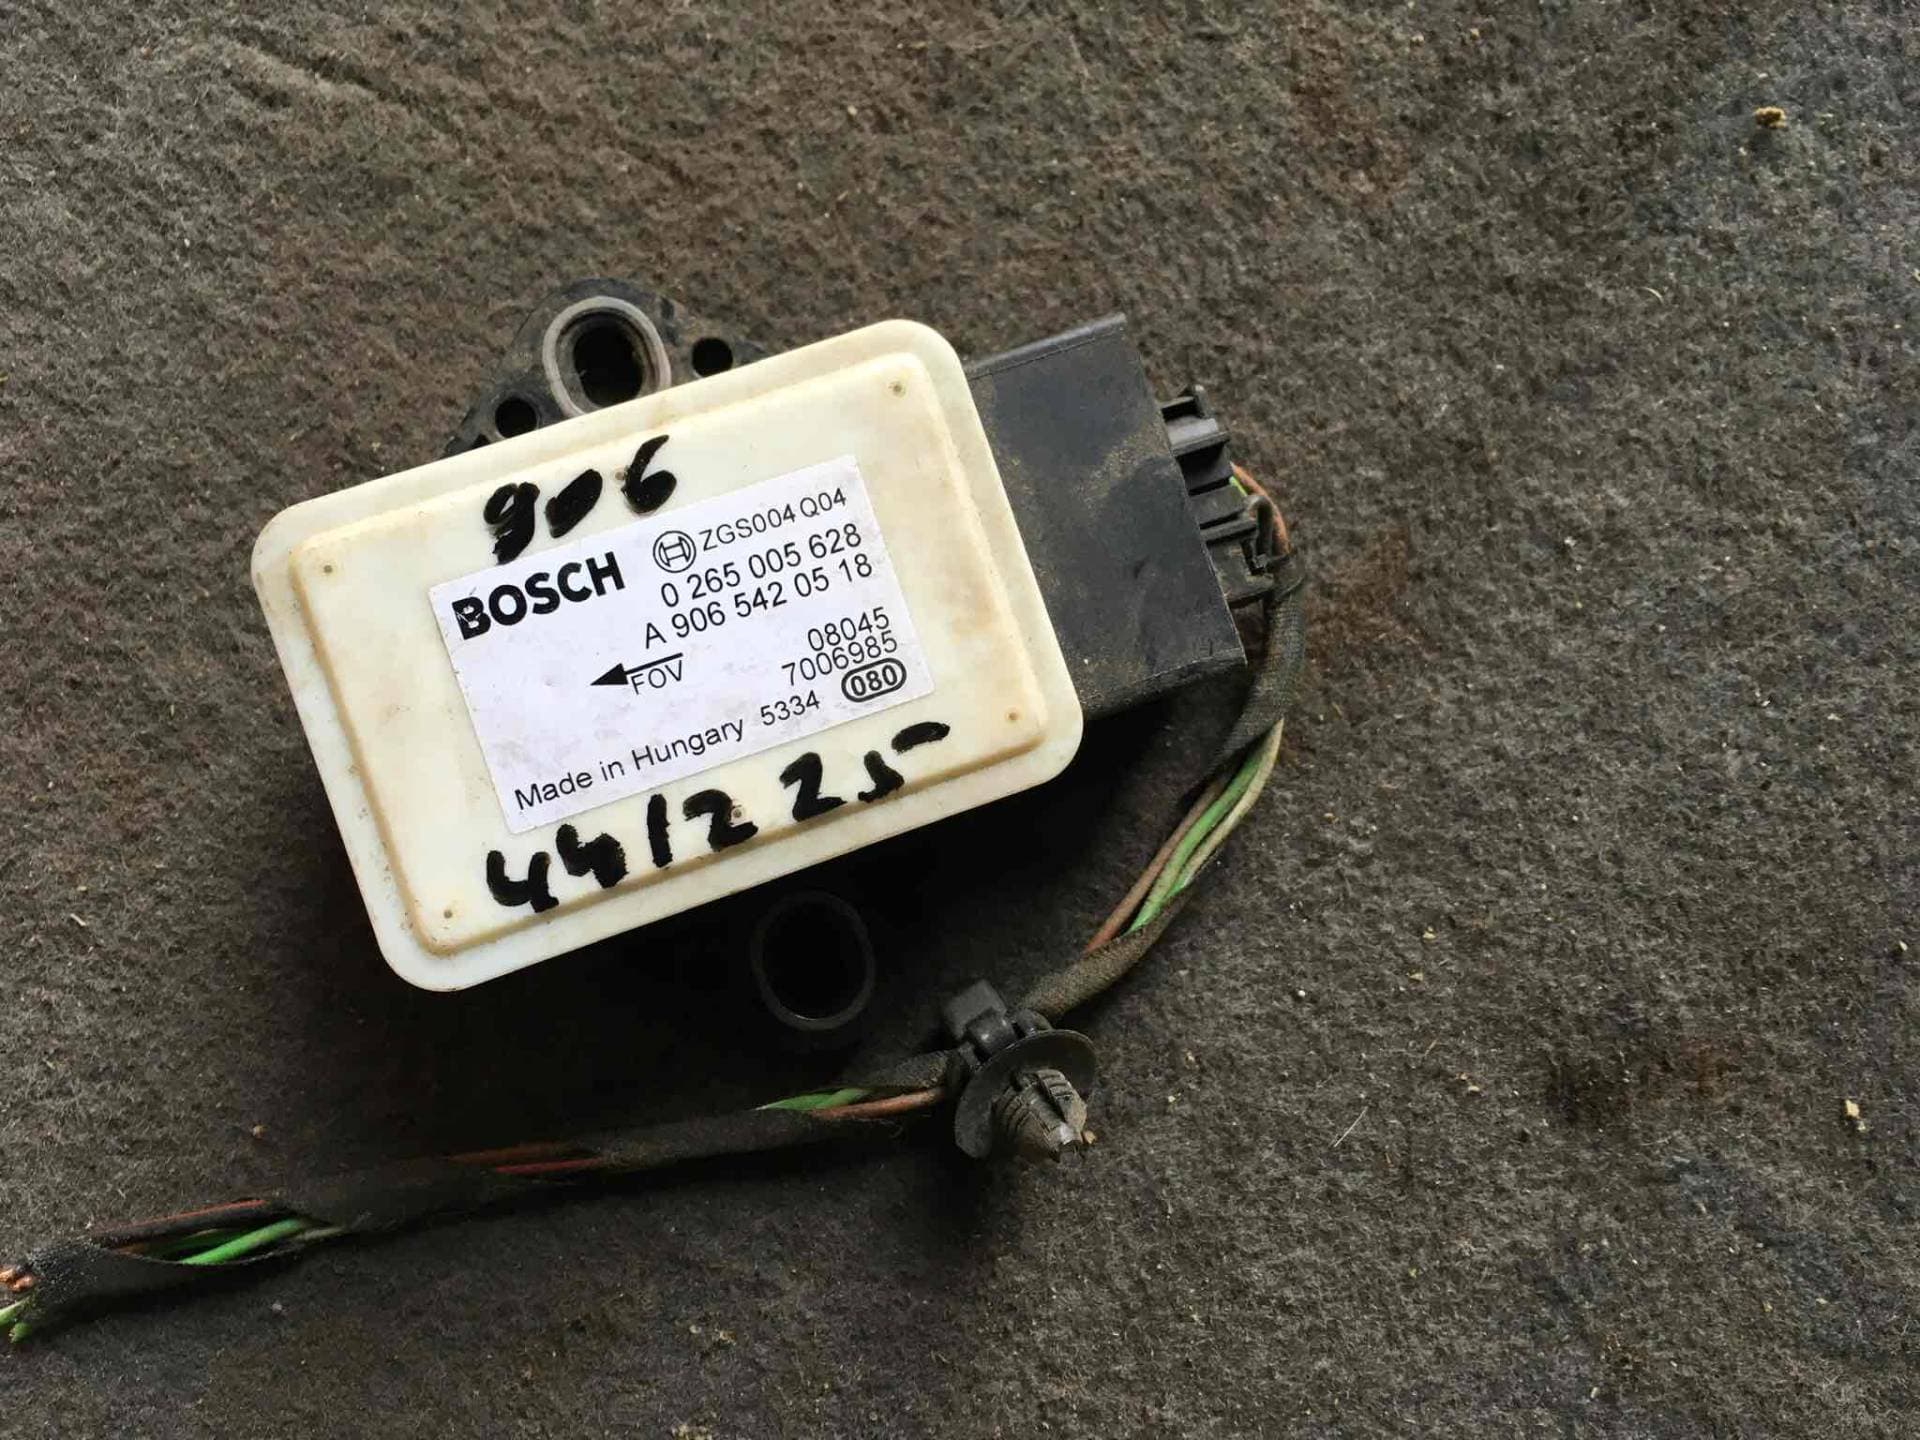 906
BOSCH ZGS004 Q04
0 265 005 628
A 906 542 05 18
08045
FOV 7006985
Made in Hungary 5334 080
441225